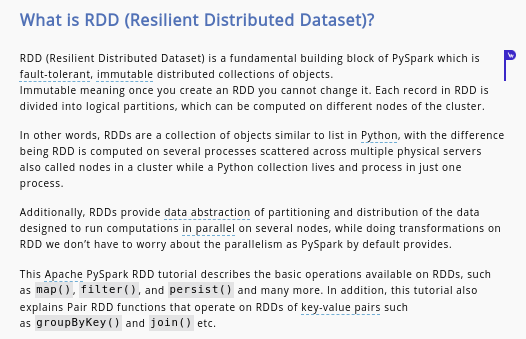 What is RDD (Resilient Distributed Dataset)?
RDD (Resilient Distributed Dataset) is a fundamental building block of PySpark which is
fault-tolerant, immutable distributed collections of objects.
Immutable meaning once you create an RDD you cannot change it. Each record in RDD is
divided into logical partitions, which can be computed on different nodes of the cluster.
In other words, RDDs are a collection of objects similar to list in Python, with the difference
being RDD is computed on several processes scattered across multiple physical servers
also called nodes in a cluster while a Python collection lives and process in just one
process.
Additionally, RDDs provide data abstraction of partitioning and distribution of the data
designed to run computations in parallel on several nodes, while doing transformations on
RDD we don’t have to worry about the parallelism as PySpark by default provides.
This Apache PySpark RDD tutorial describes the basic operations available on RDDs, such
as map(), filter(), and persist() and many more. In addition, this tutorial also
explains Pair RDD functions that operate on RDDs of key-value pairs such
as groupByKey() and join() etc.